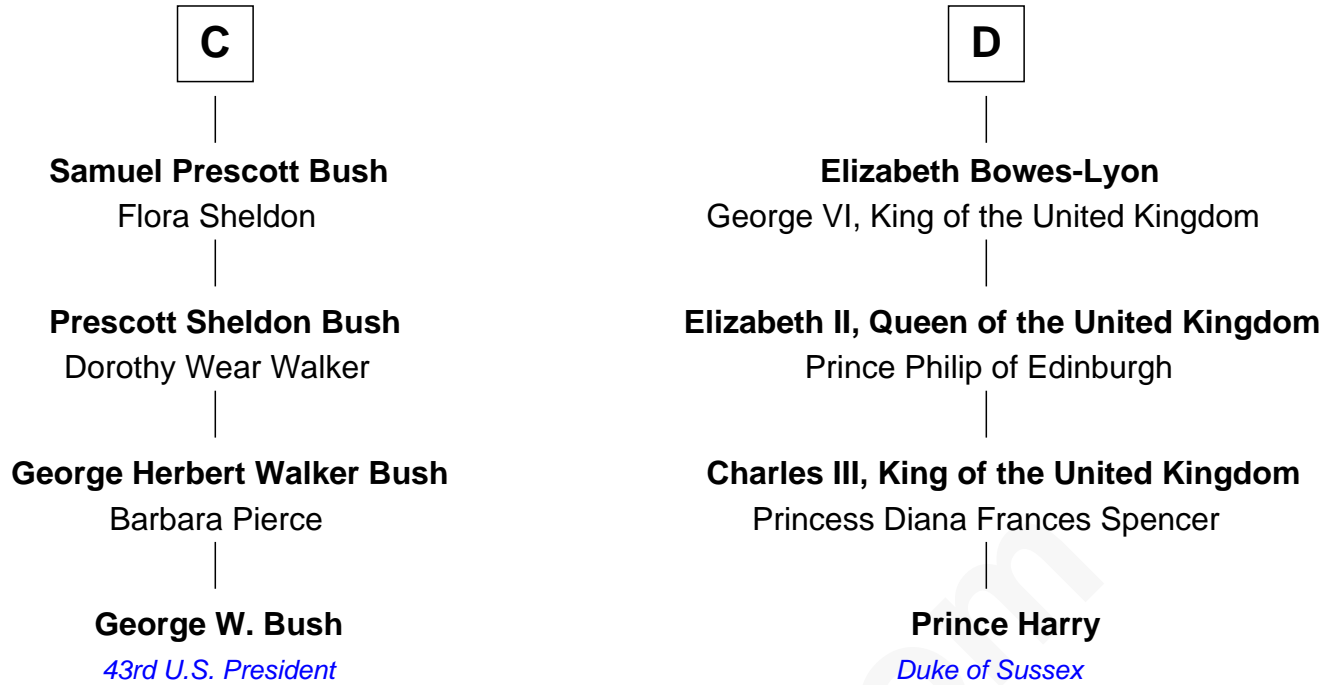 C
Samuel Prescott Bush
Flora Sheldon
Prescott Sheldon Bush
Dorothy Wear Walker
George Herbert Walker Bush
Barbara Pierce
George W. Bush
43rd U.S. President
D
Elizabeth Bowes-Lyon
George VI, King of the United Kingdom
Elizabeth II, Queen of the United Kingdom
Prince Philip of Edinburgh
Charles III, King of the United Kingdom
Princess Diana Frances Spencer
Prince Harry
Duke of Sussex